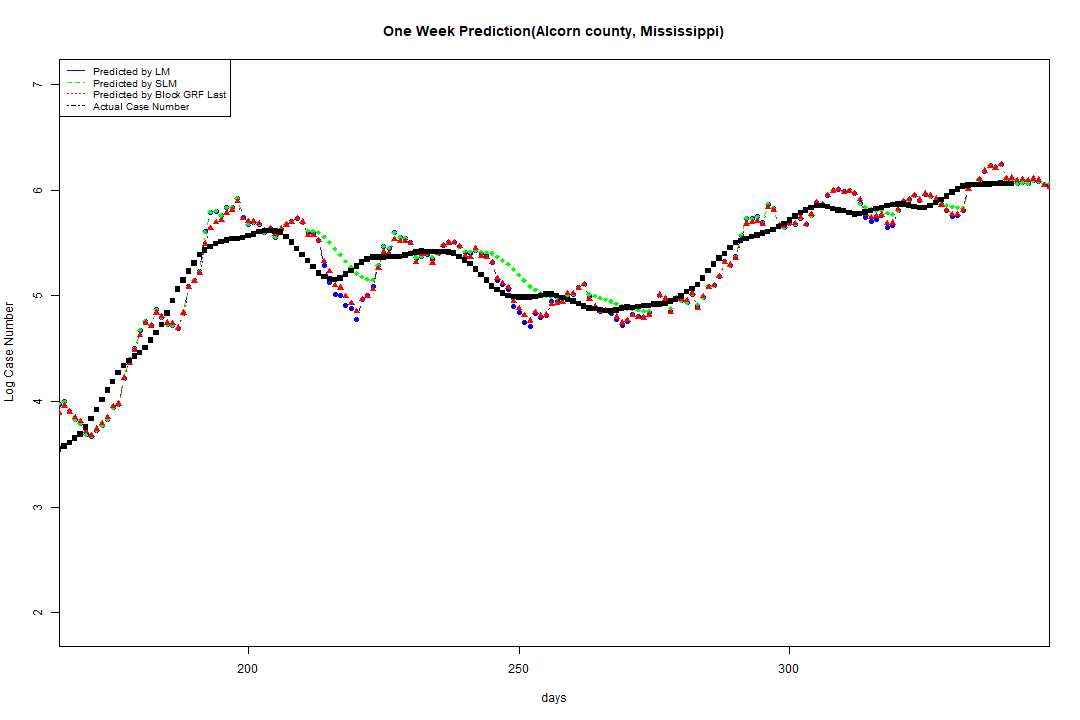 One Week Prediction(Alcorn county, Mississippi)
Predicted by LM
Predicted by SLM
Predicted by Block GRF Last
Actual Case Number
7
6
5
4
3
2
Log Case Number
200 250 300
days